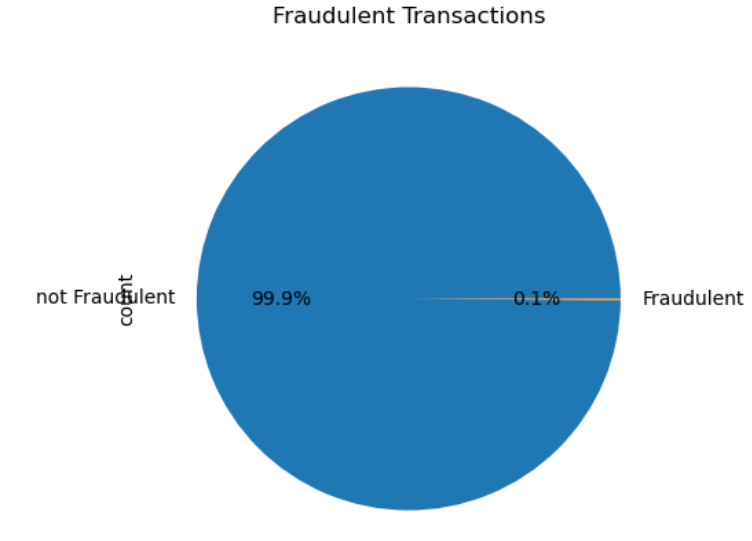 Fraudulent Transactions
not Fraudulent
count
99.9%
0.1%
Fraudulent